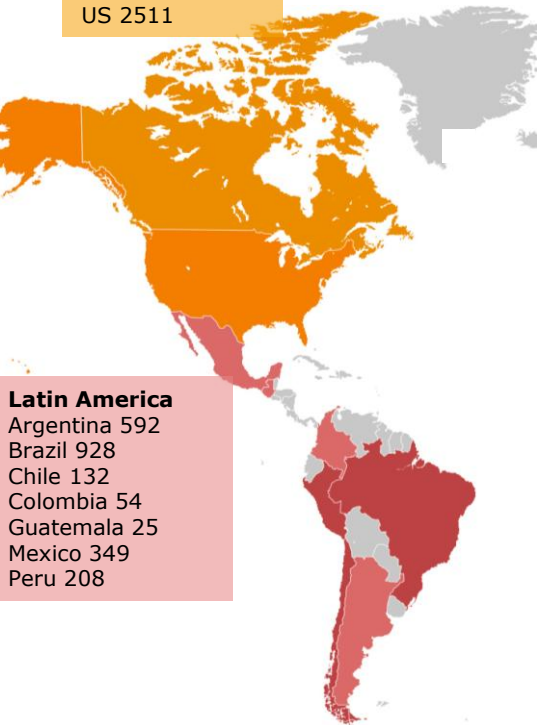 US 2511
Latin America
Argentina 592
Brazil 928
Chile 132
Colombia 54
Guatemala 25
Mexico 349
Peru 208